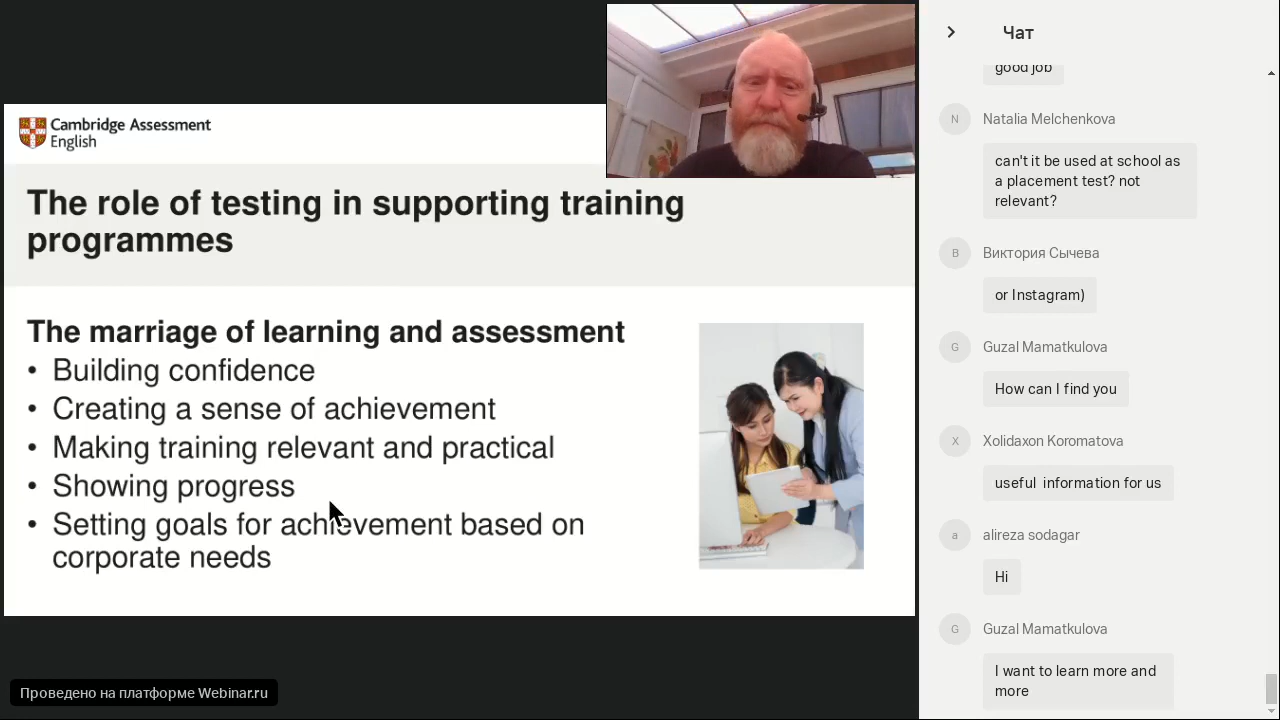 Cambridge Assessment
English
The role of testing in supporting training
programmes
The marriage of learning and assessment
• Building confidence
• Creating a sense of achievement
• Making training relevant and practical
• Showing progress
• Setting goals for achievement based on
corporate needs
Проведено на платформе Webinar.ru
Чат
good job
N
Natalia Melchenkova
can't it be used at school as
a placement test? not
relevant?
В
Виктория Сычева
or Instagram)
G
Guzal Mamatkulova
How can I find you
X
Xolidaxon Koromatova
useful information for us
a
alireza sodagar
Hi
G
Guzal Mamatkulova
I want to learn more and
more